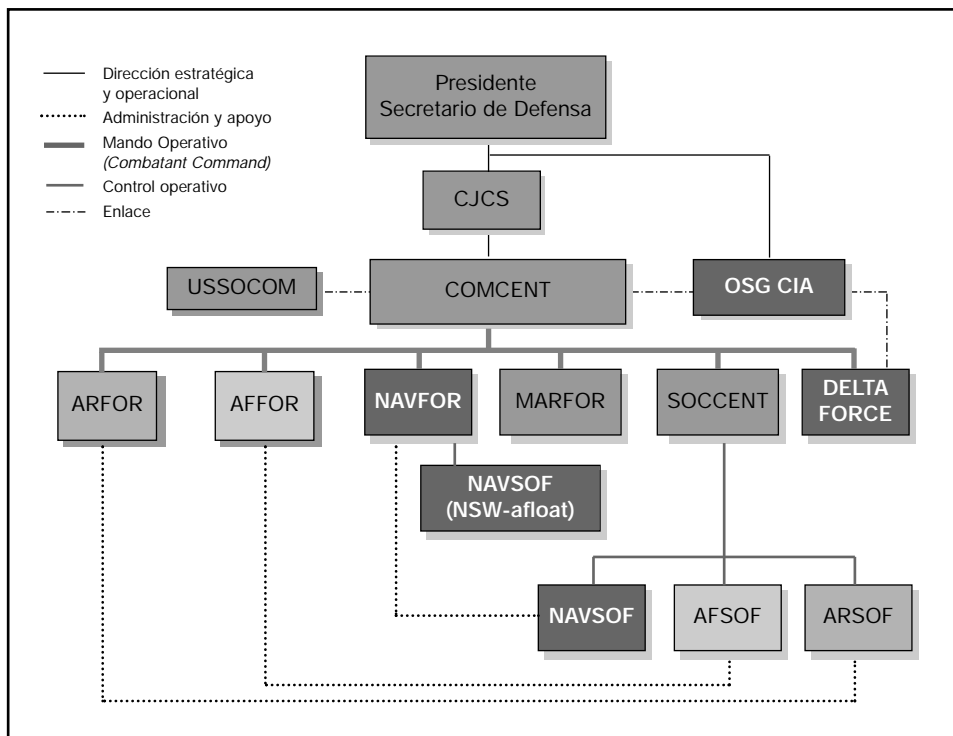 Dirección estratégica
y operacional
Administración y apoyo
Mando Operativo
(Combatant Command)
Control operativo
Enlace
Presidente
Secretario de Defensa
CJCS
USSOCOM
COMCENT
OSG CIA
ARFOR
AFFOR
NAVFOR
MARFOR
SOCCENT
DELTA
FORCE
NAVSOF
(NSW-afloat)
NAVSOF
AFSOF
ARSOF